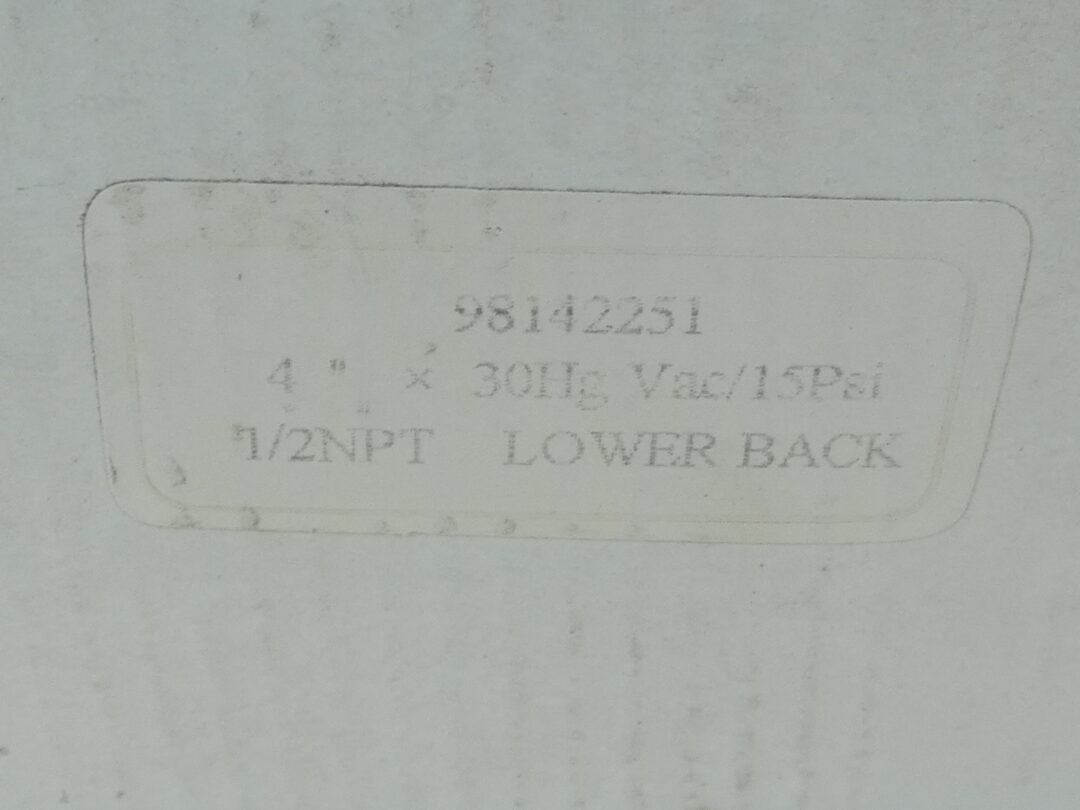 98142251
4 " x 30Hg Vac/15Psi
1/2NPT LOWER BACK